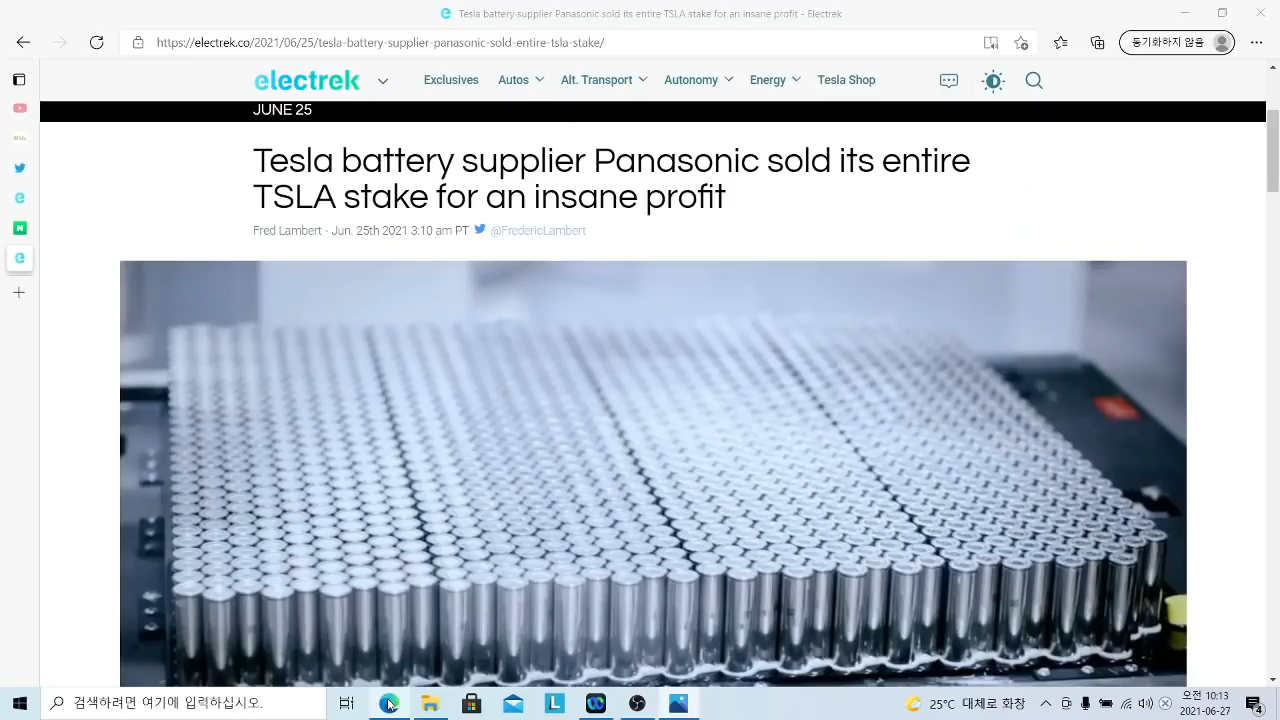 Tesla battery supplier Panasonic sold its entire TSLA stake for an insane profit - Electrek
https://electrek.co/2021/06/25/tesla-battery-supplier-panasonic-sold-entire-tsla-stake/
동기화하지 않음
electrek
Exclusives Autos Alt. Transport Autonomy Energy Tesla Shop
JUNE 25
Tesla battery supplier Panasonic sold its entire
TSLA stake for an insane profit
Fred Lambert - Jun. 25th 2021 3:10 am PT @FredericLambert
검색하려면 여기에 입력하십시오.
25°C 대체로 화창
오전 10:13
2021-06-27
4